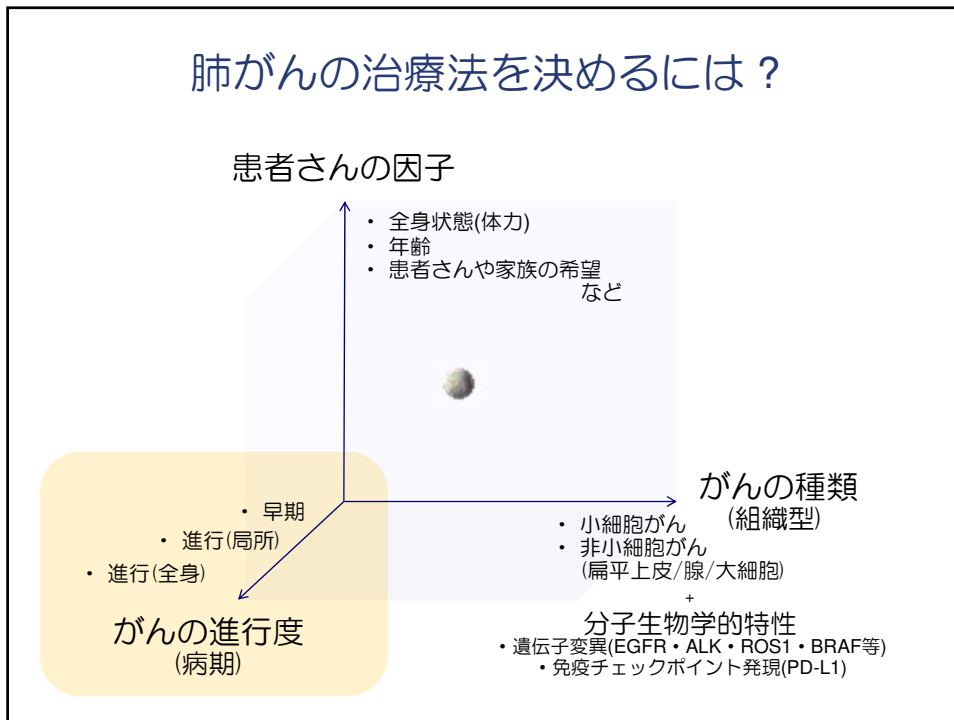 肺がんの治療法を決めるには？
患者さんの因子
・ 全身状態(体力)
・ 年齢
・ 患者さんや家族の希望
など
・ 早期
・ 進行(局所)
・ 進行(全身)
がんの進行度
(病期)
がんの種類
(組織型)
・ 小細胞がん
・ 非小細胞がん
(扁平上皮/腺/大細胞)
+
分子生物学的特性
・遺伝子変異(EGFR・ALK・ROS1・BRAF等)
・免疫チェックポイント発現(PD-L1)